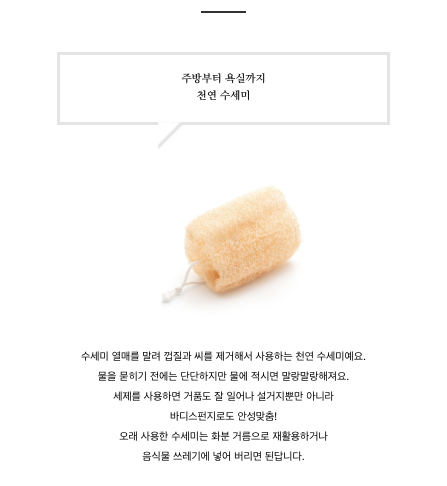 주방부터 욕실까지
천연 수세미
수세미 열매를 말려 껍질과 씨를 제거해서 사용하는 천연 수세미예요.
물을 묻히기 전에는 단단하지만 물에 적시면 말랑말랑해져요.
세제를 사용하면 거품도 잘 일어나 설거지뿐만 아니라
바디스펀지로도 안성맞춤!
오래 사용한 수세미는 화분 거름으로 재활용하거나
음식물 쓰레기에 넣어 버리면 된답니다.